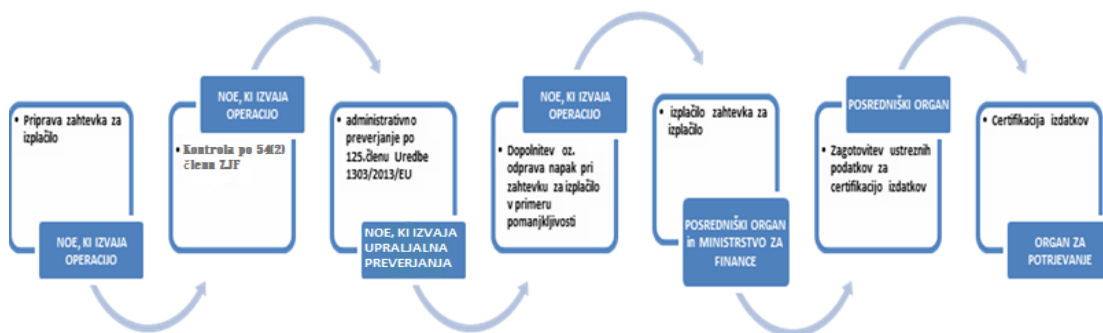 • Priprava zahtevka za
izplačilo
NOE, KI IZVAJA
OPERACIJO
NOE, KI IZVAJA
OPERACIJO
• Kontrola po 54(2)
členu ZJF
• administrativno
preverjanje po
125.členu Uredbe
1303/2013/EU
NOE, KI IZVAJA
UPRALJALNA
PREVERJANJA
NOE, KI IZVAJA
OPERACIJO
• Dopolnitev oz.
odprava napak pri
zahtevku za izplačilo
v primeru
pomanjkljivosti
• izplačilo zahtevka za
izplačilo
POSREDNIŠKI ORGAN
in MINISTRSTVO ZA
FINANCE
POSREDNIŠKI ORGAN
• Zagotovitev ustreznih
podatkov za
certifikacijo izdatkov
• Certifikacija izdatkov
ORGAN ZA
POTRJEVANJE